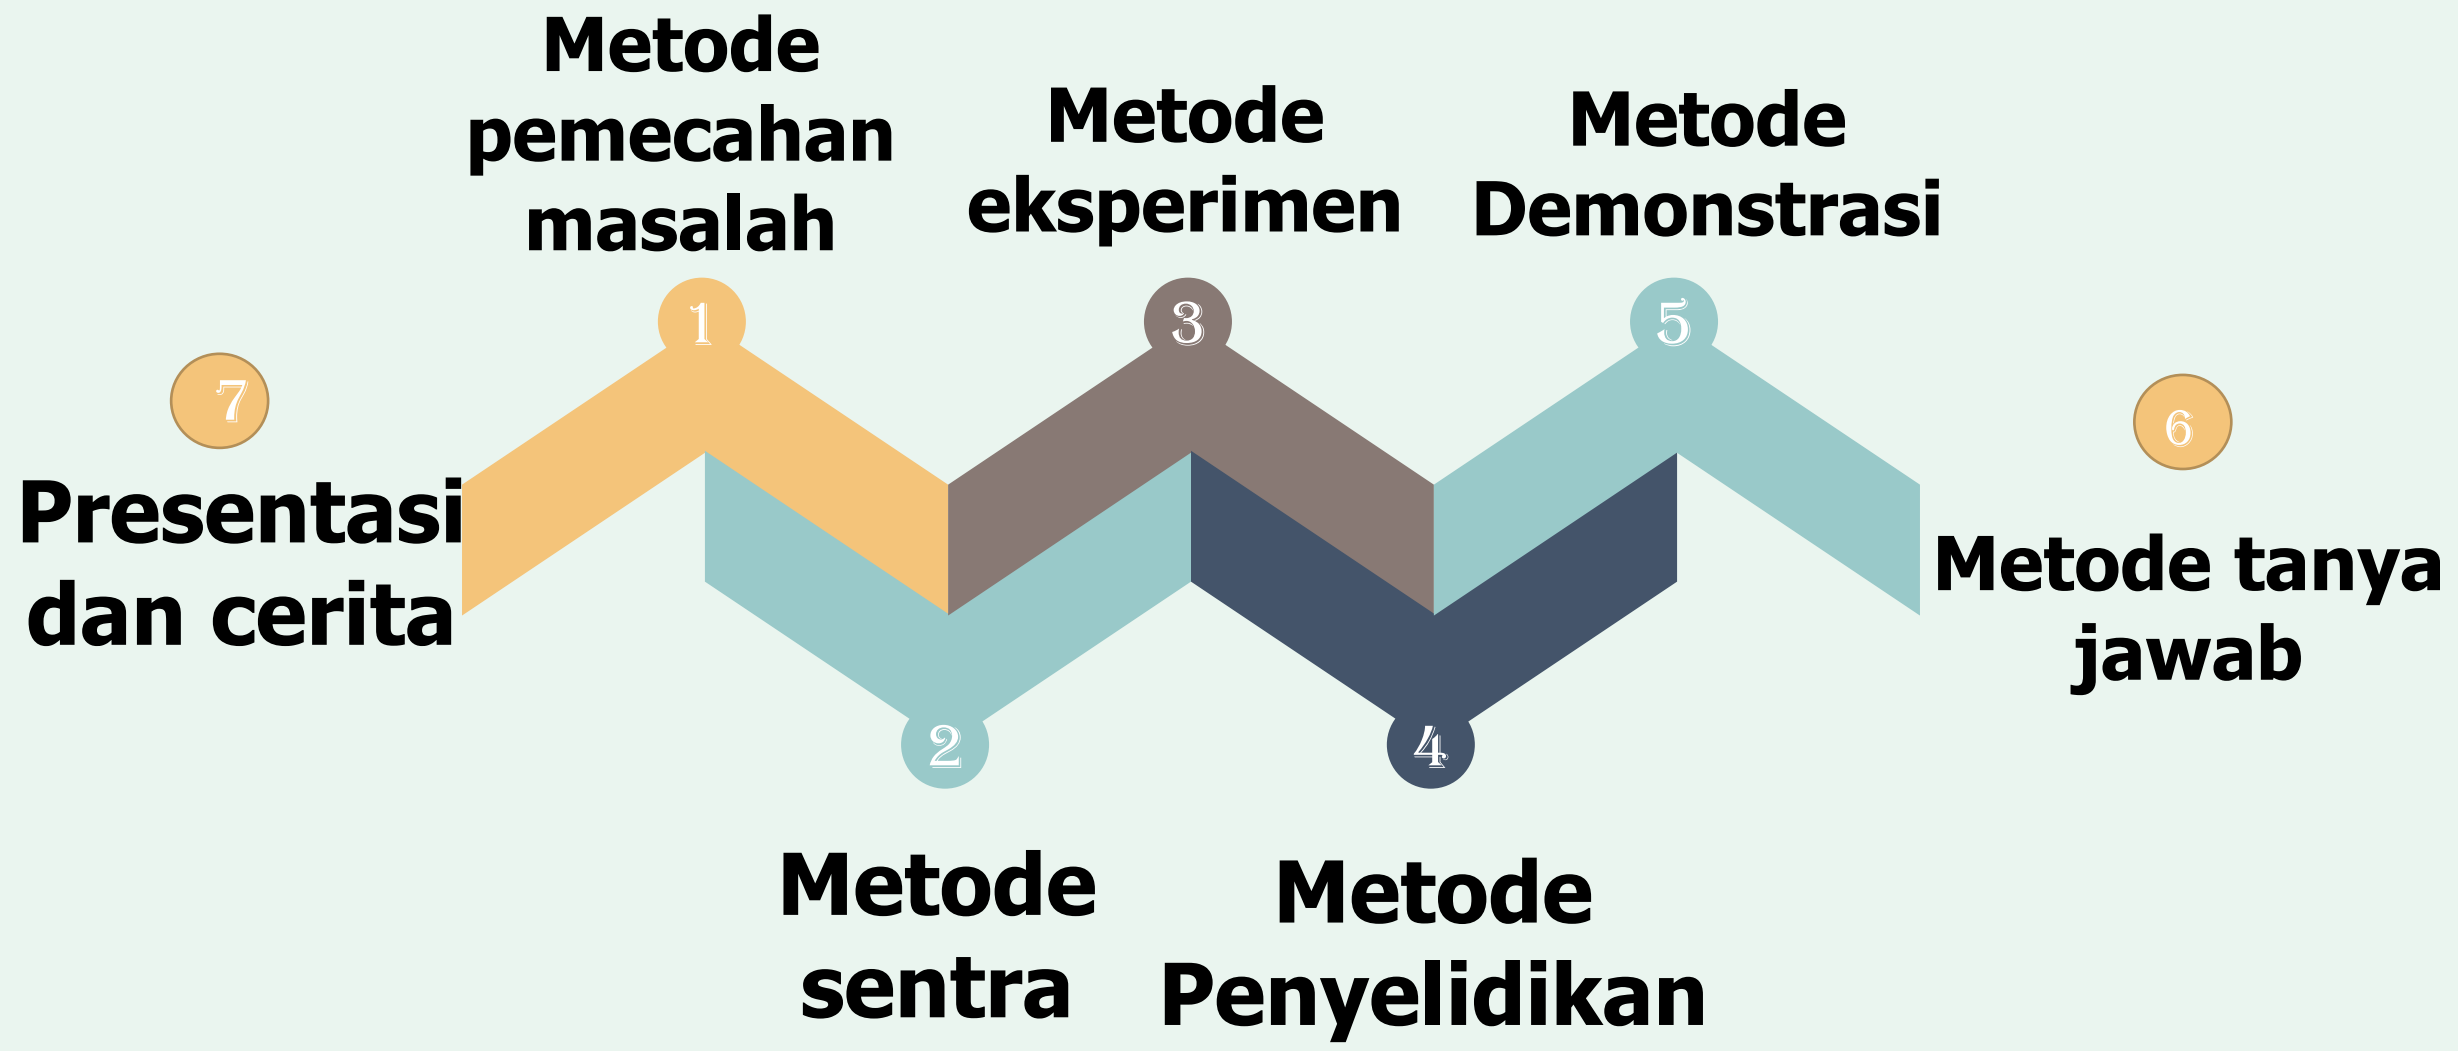 Metode
pemecahan
masalah
1
Metode
sentra
2
Metode
eksperimen
3
Metode
Penyelidikan
4
Metode
Demonstrasi
5
Metode tanya
jawab
6
Presentasi
dan cerita
7